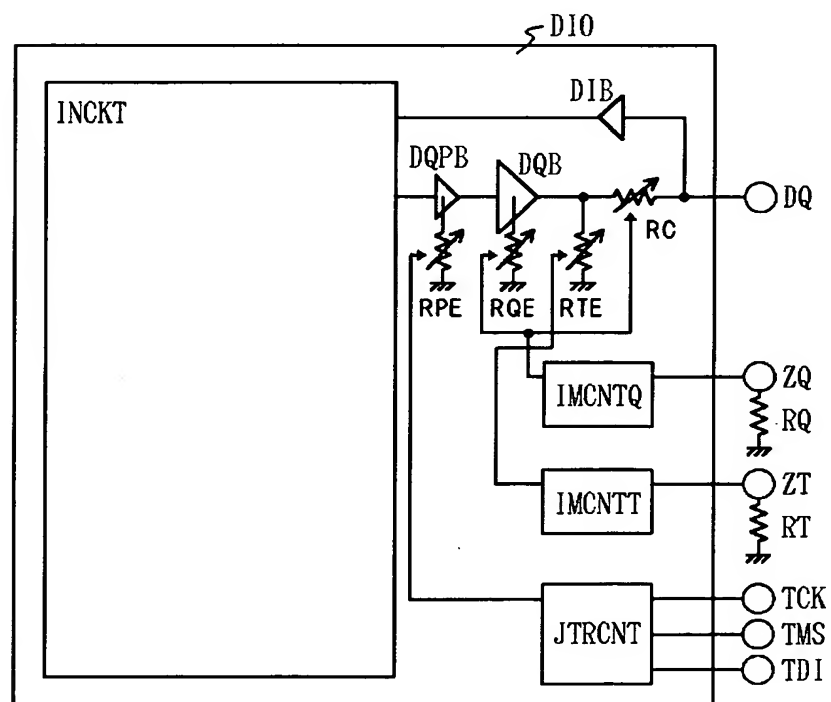 DIO
INCKT
DIB
DQPB
DQB
DQ
RC
RPE
RQE
RTE
IMCNTQ
ZQ
RQ
IMCNTT
ZT
RT
JTRCNT
TCK
TMS
TDI